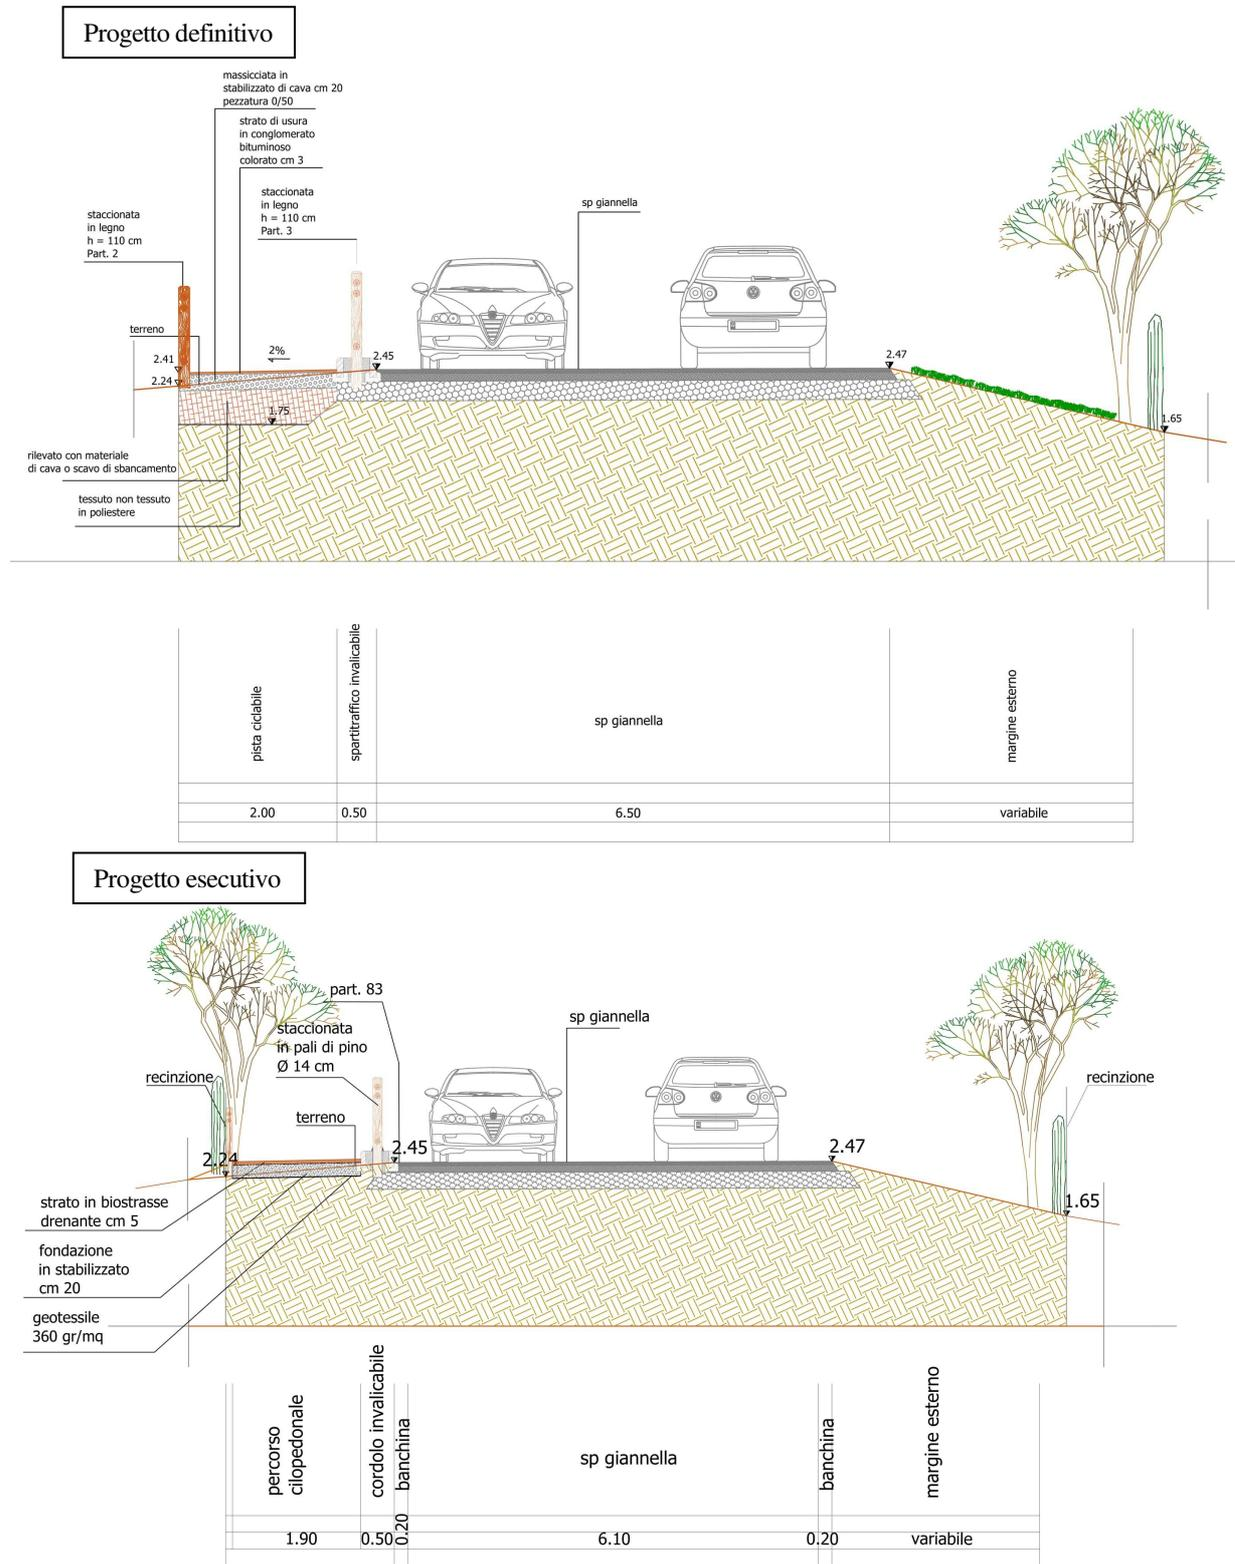 Progetto definitivo
massicciata in
stabilizzato di cava cm 20
pezzatura 0/50
strato di usura
in conglomerato
bituminoso
colorato cm 3
staccionata
in legno
h = 110 cm
Part. 3
staccionata
in legno
h = 110 cm
Part. 2
sp giannella
terreno
2%
2.41
2.24
2.45
2.47
1.75
1.65
rilevato con materiale
di cava o scavo di sbancamento
tessuto non tessuto
in poliestere
pista ciclabile
spartitraffico invalicabile
sp giannella
margine esterno
2.00
0.50
6.50
variabile
Progetto esecutivo
part. 83
staccionata
in pali di pino
Ø 14 cm
sp giannella
recinzione
recinzione
terreno
2.24
2.45
2.47
1.65
strato in biostrasse
drenante cm 5
fondazione
in stabilizzato
cm 20
geotessile
360 gr/mq
percorso
cilopedonale
cordolo invalicabile
banchina
sp giannella
banchina
margine esterno
1.90
0.50
0.20
6.10
0.20
variabile